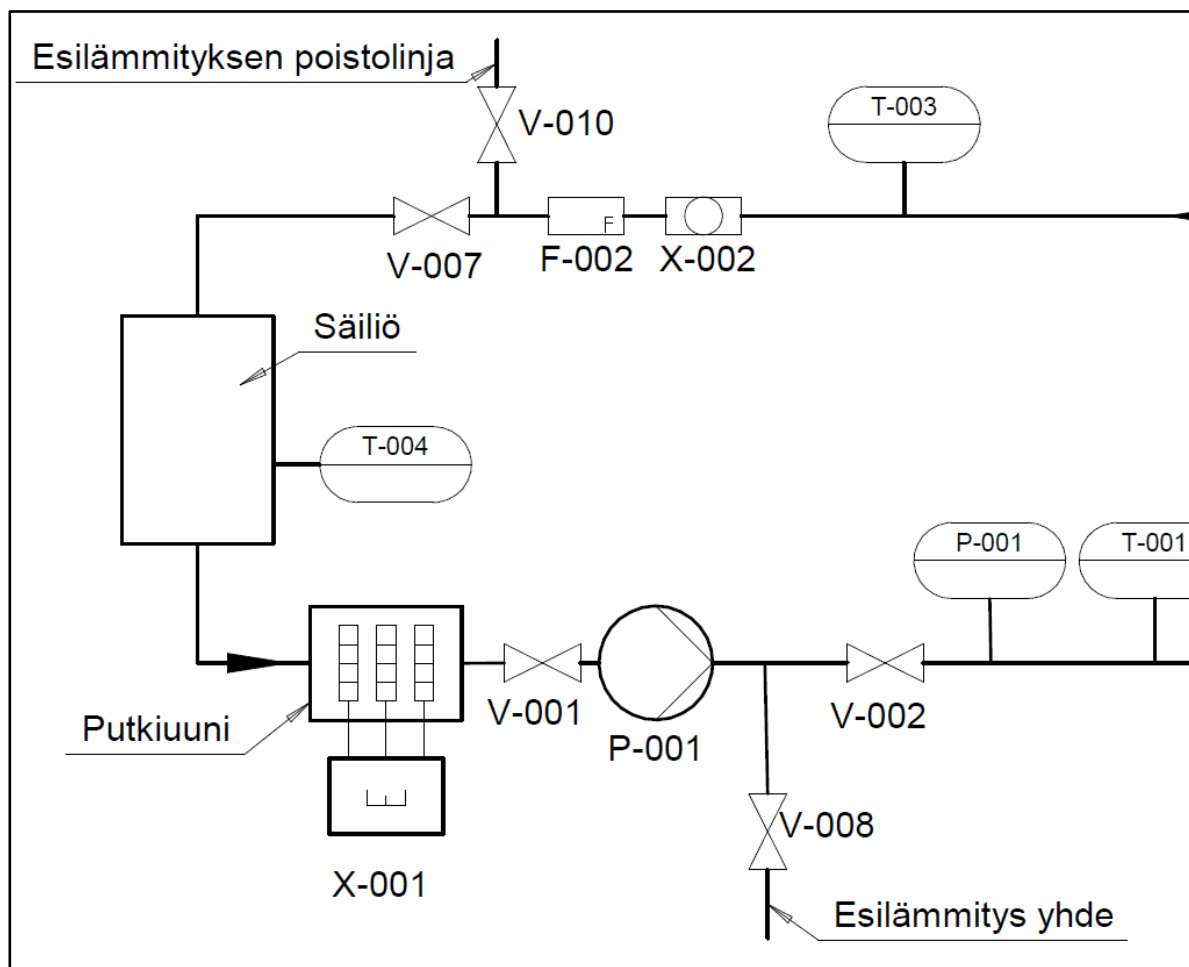 Esilämmityksen poistolinja
V-010
T-003
V-007
F
F-002
X-002
Säiliö
T-004
P-001
T-001
Putkiuuni
V-001
P-001
V-002
X-001
V-008
Esilämmitys yhde